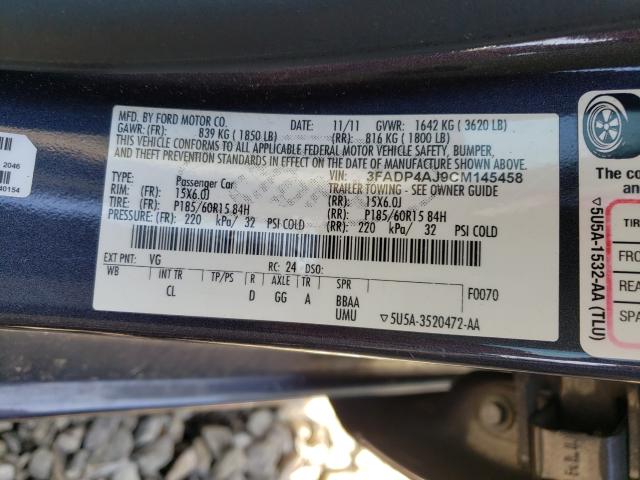 MFD. BY FORD MOTOR CO.
DATE: 11/11 GVWR: 1642 KG ( 3620 LB)
GAWR: (FR): 839 KG ( 1850 LB) (RR): 816 KG ( 1800 LB)
THIS VEHICLE CONFORMS TO ALL APPLICABLE FEDERAL MOTOR VEHICLE SAFETY, BUMPER,
AND THEFT PREVENTION STANDARDS IN EFFECT ON THE DATE OF MANUFACTURE SHOWN ABOVE.
VIN: 3FADP4AJ9CM145458
TYPE: Passenger Car TRAILER TOWING - SEE OWNER GUIDE
RIM: (FR): 15X6.0J (RR): 15X6.0J
TIRE: (FR): P185/60R15 84H (RR): P185/60R15 84H
PRESSURE: (FR): 220 kPa/ 32 PSI COLD (RR): 220 kPa/ 32 PSI COLD
EXT PNT: VG RC: 24 DSO:
WB INT TR TP/PS R AXLE TR SPR
CL D GG A BBAA F0070
UMU ▽5U5A-3520472-AA
2046
40154
The co
TIR
FRO
REA
SPA
▽5U5A-1532-AA (TLU)